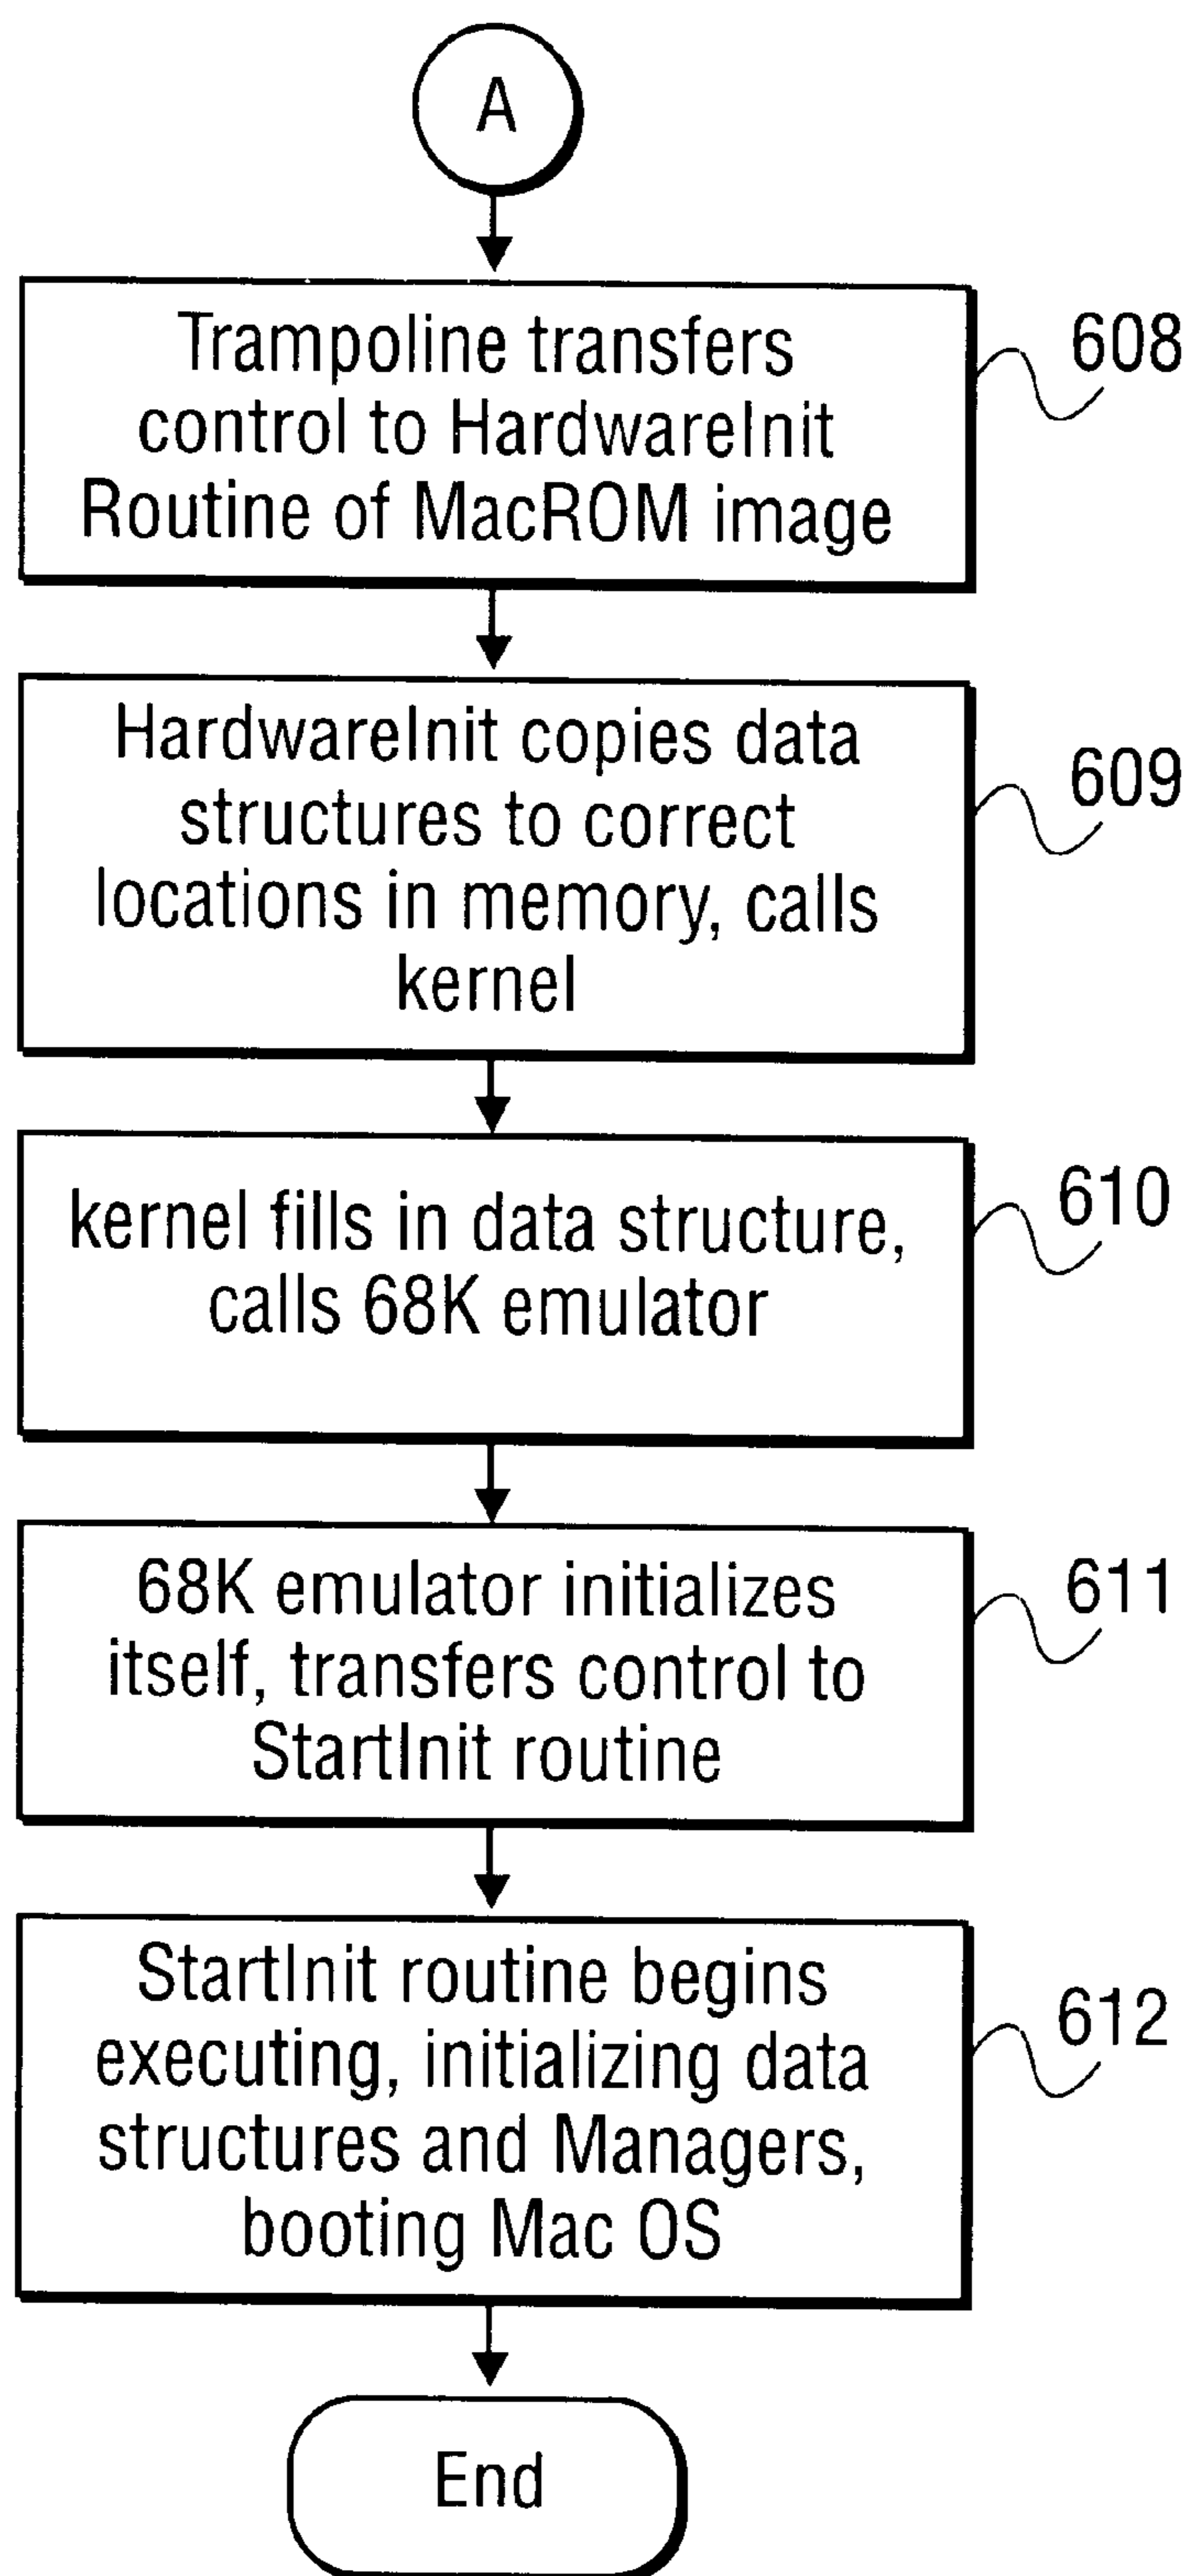 A
Trampoline transfers
control to HardwareInit
Routine of MacROM image
608
HardwareInit copies data
structures to correct
locations in memory, calls
kernel
609
kernel fills in data structure,
calls 68K emulator
610
68K emulator initializes
itself, transfers control to
StartInit routine
611
StartInit routine begins
executing, initializing data
structures and Managers,
booting Mac OS
612
End